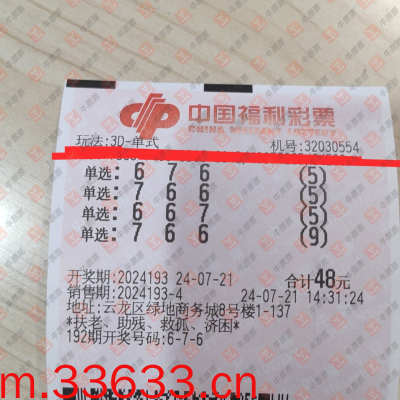 中国福利彩票
CHINA WELFARE LOTTERY
玩法:3D-单式 机号:32030554
单选: 6 7 6 (5)
单选: 7 6 6 (5)
单选: 6 6 7 (5)
单选: 7 6 6 (9)
开奖期:2024193 24-07-21 合计48元
销售期:2024193-4 24-07-21 14:31:24
地址:云龙区绿地商务城8号楼1-137
*扶老、助残、救孤、济困*
192期开奖号码:6-7-6
m.33633.cn